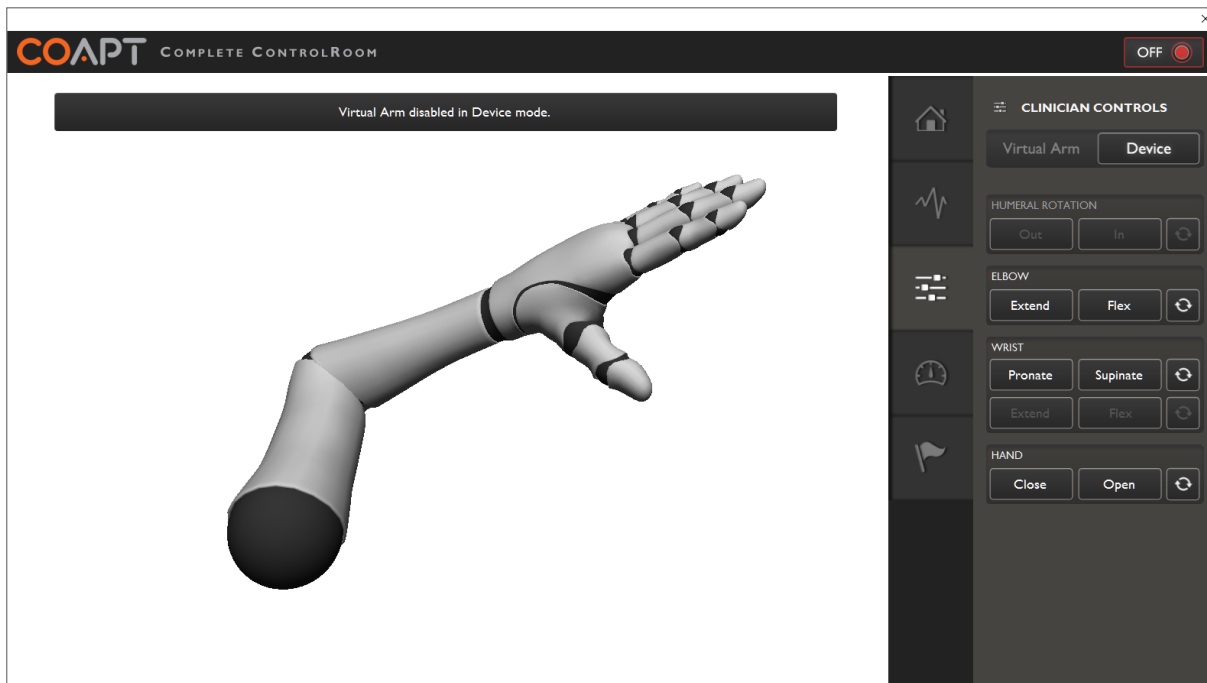 COAPT COMPLETE CONTROLROOM
OFF
Virtual Arm disabled in Device mode.
CLINICIAN CONTROLS
Virtual Arm Device
HUMERAL ROTATION
Out In
ELBOW
Extend Flex
WRIST
Pronate Supinate
Extend Flex
HAND
Close Open